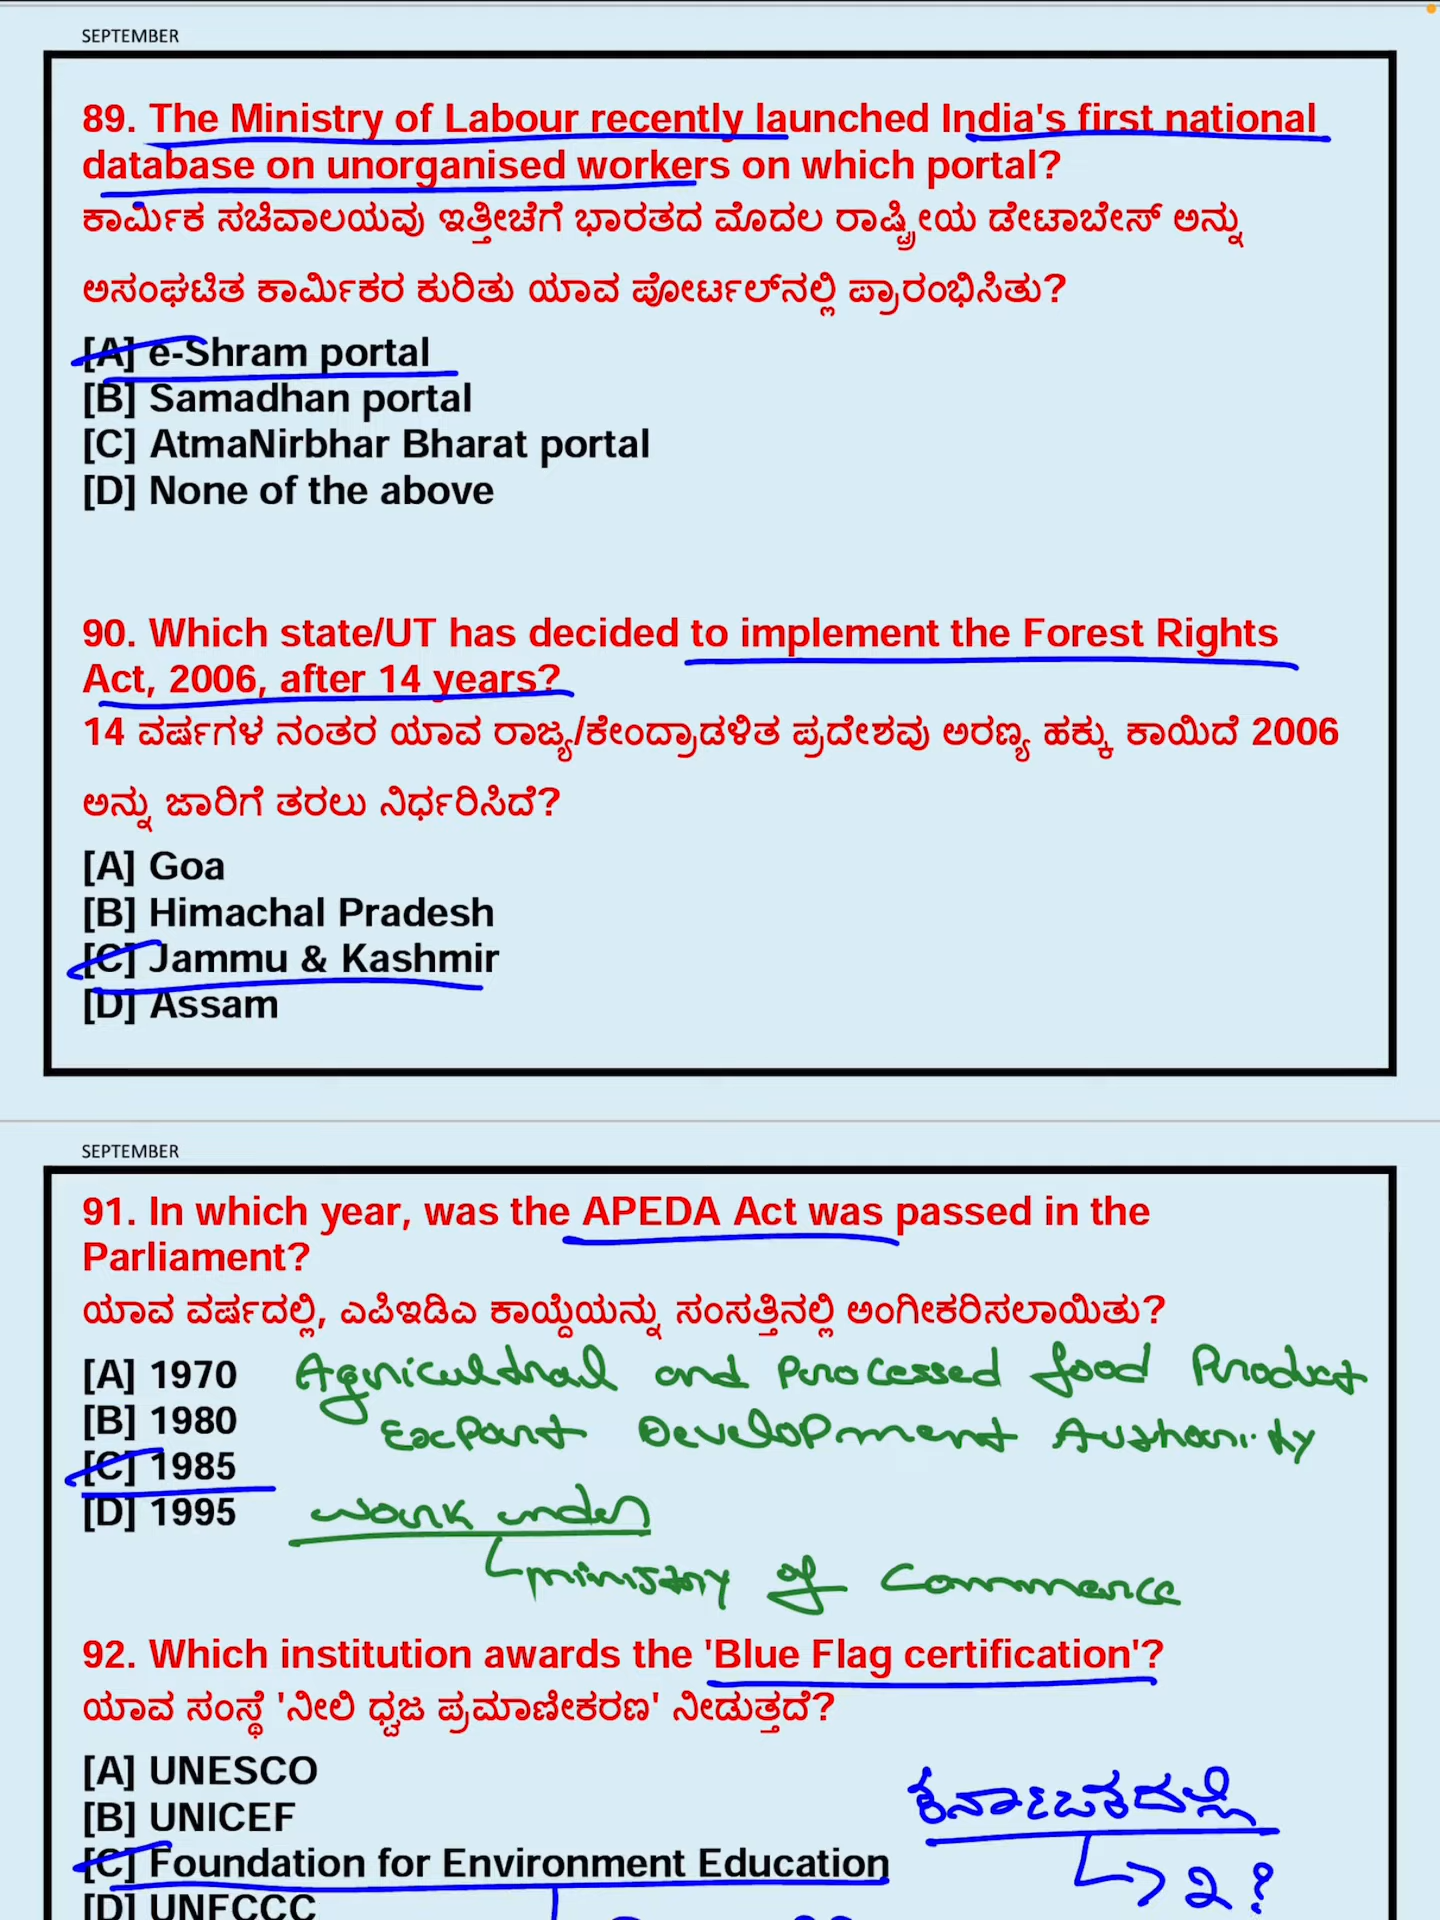 SEPTEMBER
89. The Ministry of Labour recently launched India's first national
database on unorganised workers on which portal?
ಕಾರ್ಮಿಕ ಸಚಿವಾಲಯವು ಇತ್ತೀಚೆಗೆ ಭಾರತದ ಮೊದಲ ರಾಷ್ಟ್ರೀಯ ಡೇಟಾಬೇಸ್ ಅನ್ನು
ಅಸಂಘಟಿತ ಕಾರ್ಮಿಕರ ಕುರಿತು ಯಾವ ಪೋರ್ಟಲ್‌ನಲ್ಲಿ ಪ್ರಾರಂಭಿಸಿತು?
[A] e-Shram portal
[B] Samadhan portal
[C] AtmaNirbhar Bharat portal
[D] None of the above
90. Which state/UT has decided to implement the Forest Rights
Act, 2006, after 14 years?
14 ವರ್ಷಗಳ ನಂತರ ಯಾವ ರಾಜ್ಯ/ಕೇಂದ್ರಾಡಳಿತ ಪ್ರದೇಶವು ಅರಣ್ಯ ಹಕ್ಕು ಕಾಯಿದೆ 2006
ಅನ್ನು ಜಾರಿಗೆ ತರಲು ನಿರ್ಧರಿಸಿದೆ?
[A] Goa
[B] Himachal Pradesh
[C] Jammu & Kashmir
[D] Assam
SEPTEMBER
91. In which year, was the APEDA Act was passed in the
Parliament?
ಯಾವ ವರ್ಷದಲ್ಲಿ, ಎಪಿಇಡಿಎ ಕಾಯ್ದೆಯನ್ನು ಸಂಸತ್ತಿನಲ್ಲಿ ಅಂಗೀಕರಿಸಲಾಯಿತು?
[A] 1970 Agricultural and Processed food Product
[B] 1980 Export Development Authority
[C] 1985
[D] 1995 work under
ministry of Commerce
92. Which institution awards the 'Blue Flag certification'?
ಯಾವ ಸಂಸ್ಥೆ 'ನೀಲಿ ಧ್ವಜ ಪ್ರಮಾಣೀಕರಣ' ನೀಡುತ್ತದೆ?
[A] UNESCO
[B] UNICEF ಕರ್ನಾಟಕದಲ್ಲಿ
[C] Foundation for Environment Education
[D] UNFCCC 2 ?